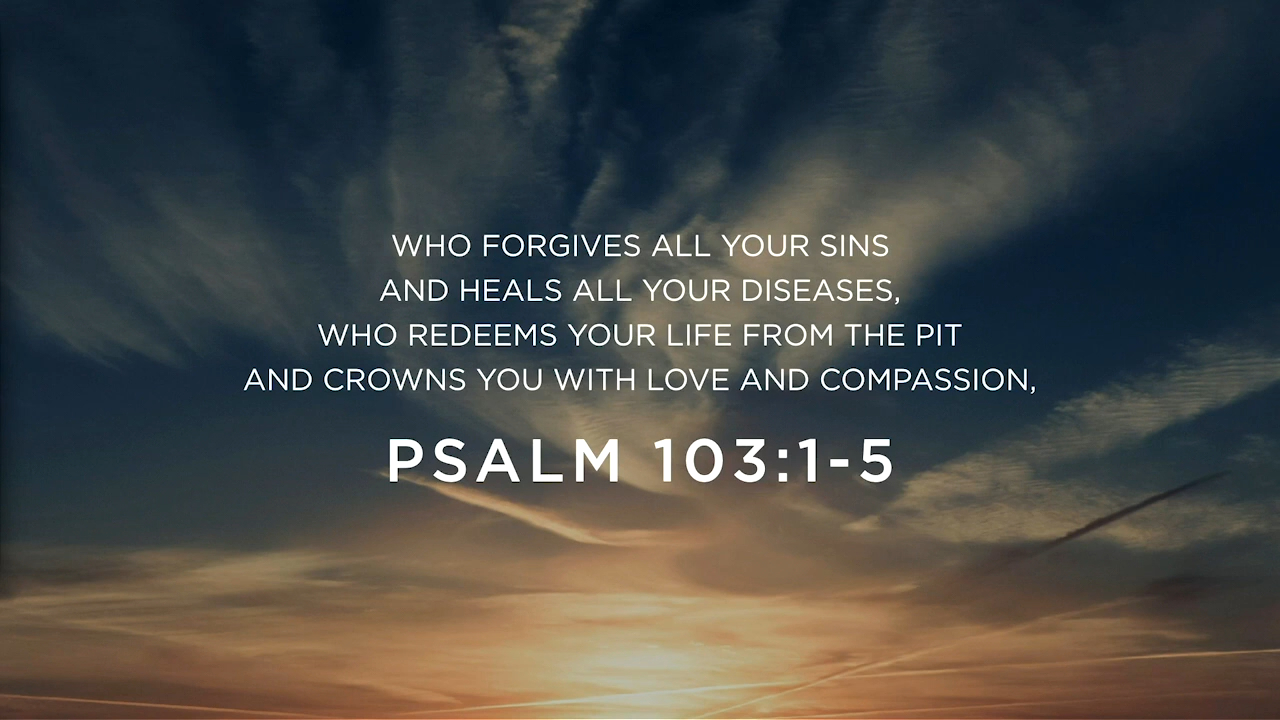 WHO FORGIVES ALL YOUR SINS
AND HEALS ALL YOUR DISEASES,
WHO REDEEMS YOUR LIFE FROM THE PIT
AND CROWNS YOU WITH LOVE AND COMPASSION,
PSALM 103:1-5